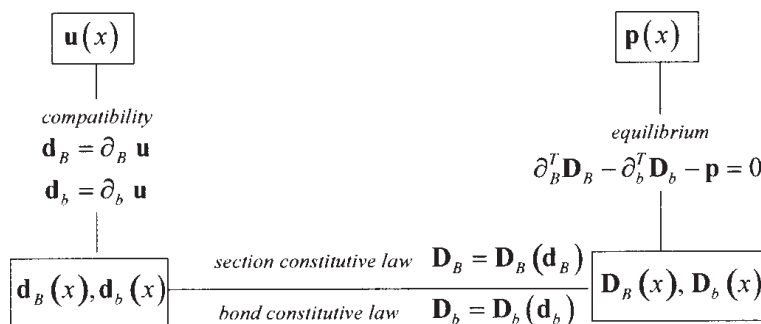 𝐮(x)
𝐩(x)
compatibility
𝐝_B = ∂_B 𝐮
𝐝_b = ∂_b 𝐮
equilibrium
∂_B^T 𝐃_B − ∂_b^T 𝐃_b − 𝐩 = 0
𝐝_B(x), 𝐝_b(x)
section constitutive law 𝐃_B = 𝐃_B(𝐝_B)
bond constitutive law 𝐃_b = 𝐃_b(𝐝_b)
𝐃_B(x), 𝐃_b(x)